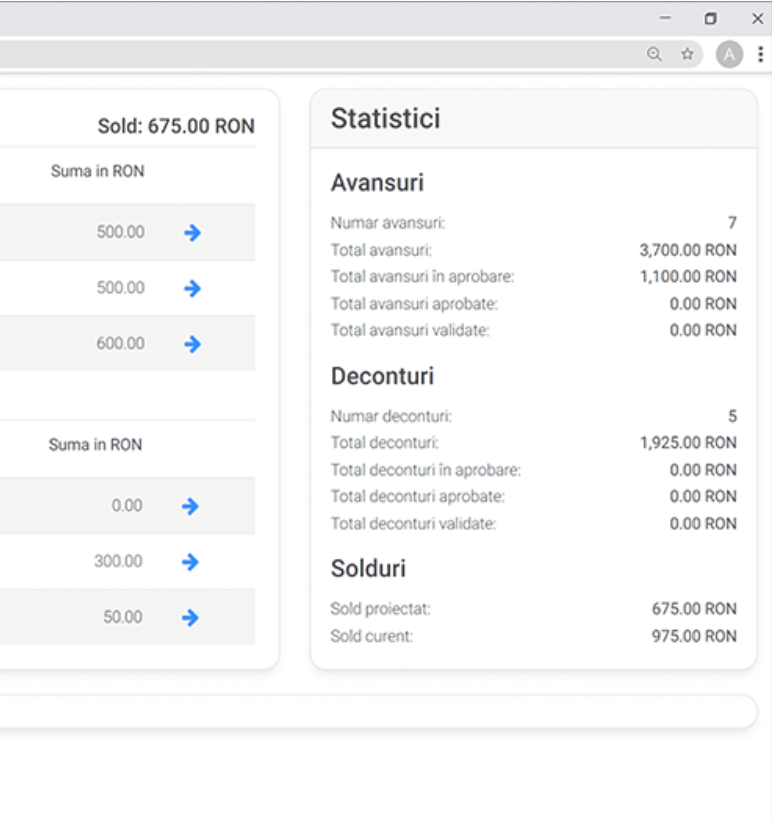 A
Sold: 675.00 RON
Suma in RON
500.00
500.00
600.00
Suma in RON
0.00
300.00
50.00
Statistici
Avansuri
Numar avansuri: 7
Total avansuri: 3,700.00 RON
Total avansuri în aprobare: 1,100.00 RON
Total avansuri aprobate: 0.00 RON
Total avansuri validate: 0.00 RON
Deconturi
Numar deconturi: 5
Total deconturi: 1,925.00 RON
Total deconturi în aprobare: 0.00 RON
Total deconturi aprobate: 0.00 RON
Total deconturi validate: 0.00 RON
Solduri
Sold proiectat: 675.00 RON
Sold curent: 975.00 RON